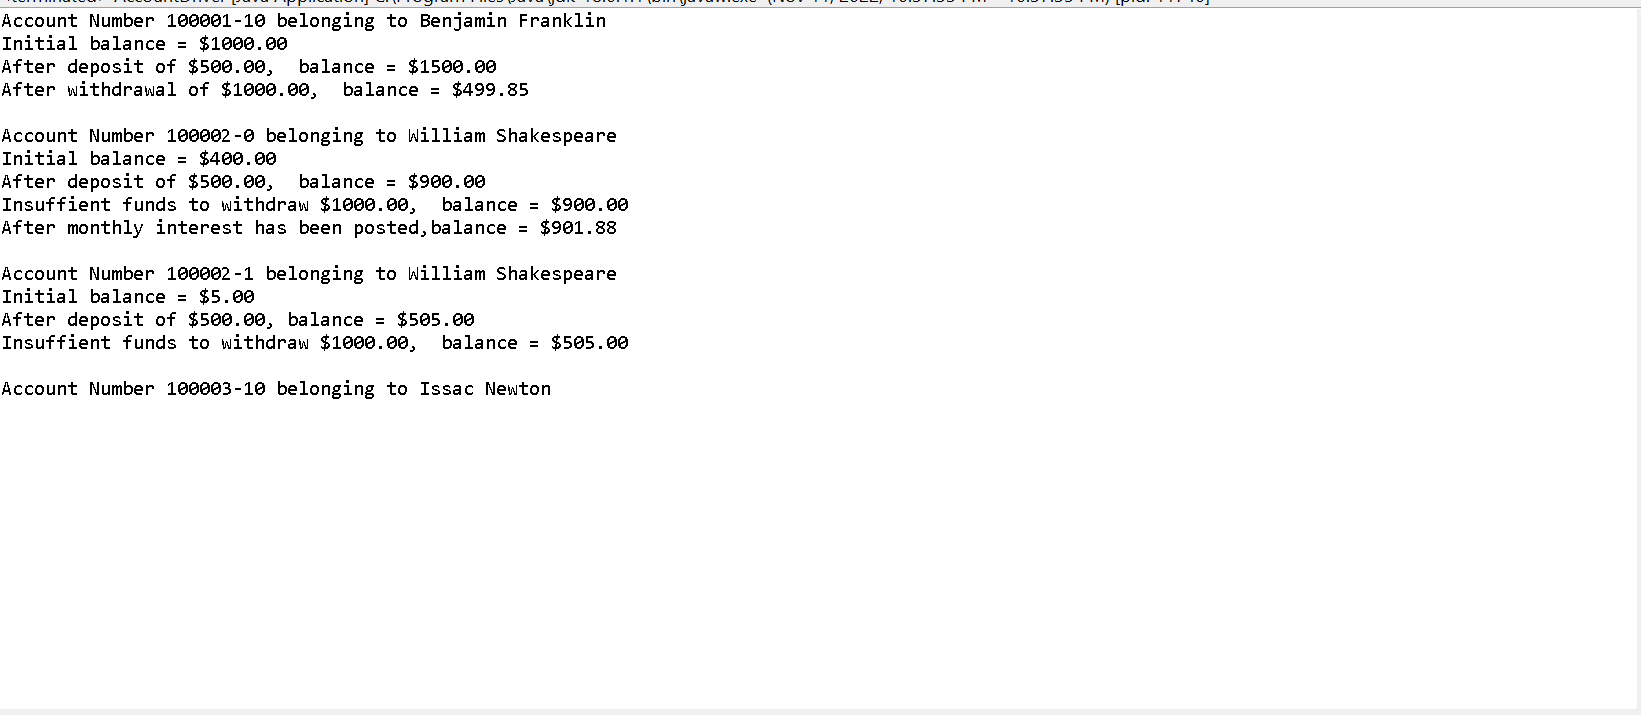 Account Number 100001-10 belonging to Benjamin Franklin
Initial balance = $1000.00
After deposit of $500.00,  balance = $1500.00
After withdrawal of $1000.00,  balance = $499.85

Account Number 100002-0 belonging to William Shakespeare
Initial balance = $400.00
After deposit of $500.00,  balance = $900.00
Insuffient funds to withdraw $1000.00,  balance = $900.00
After monthly interest has been posted,balance = $901.88

Account Number 100002-1 belonging to William Shakespeare
Initial balance = $5.00
After deposit of $500.00, balance = $505.00
Insuffient funds to withdraw $1000.00,  balance = $505.00

Account Number 100003-10 belonging to Issac Newton